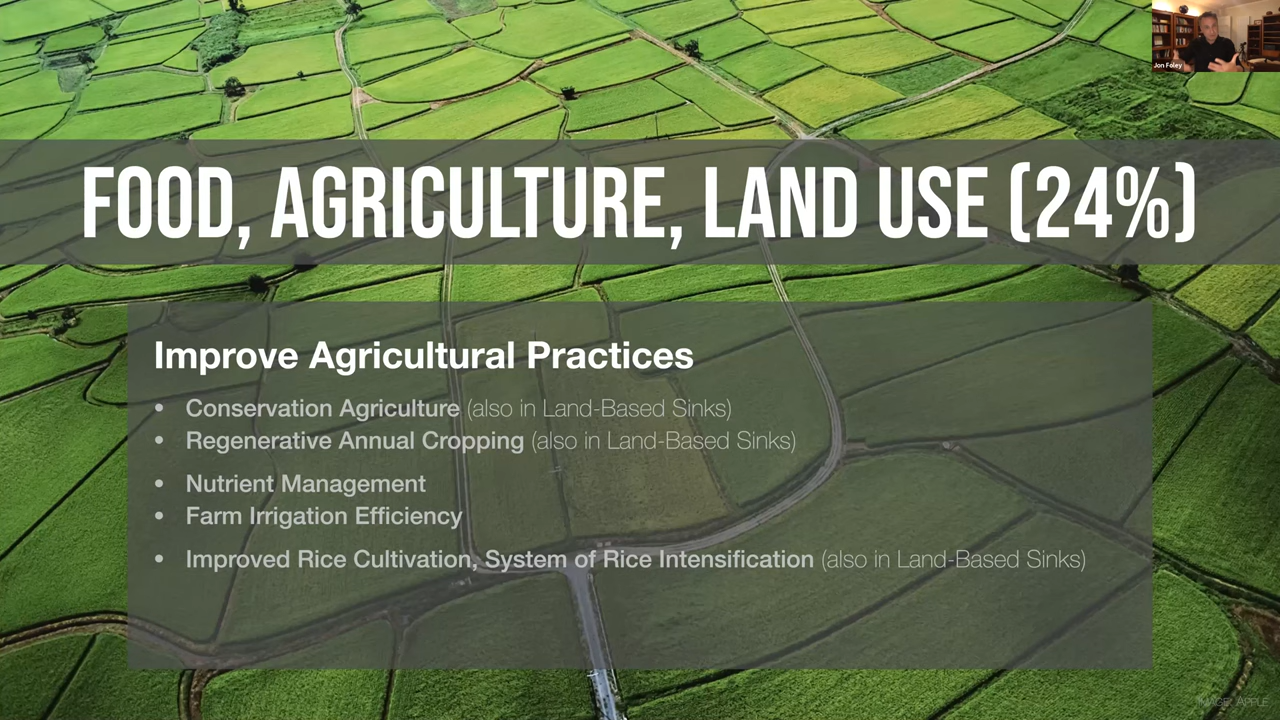 Jon Foley
FOOD, AGRICULTURE, LAND USE (24%)
Improve Agricultural Practices
• Conservation Agriculture (also in Land-Based Sinks)
• Regenerative Annual Cropping (also in Land-Based Sinks)
• Nutrient Management
• Farm Irrigation Efficiency
• Improved Rice Cultivation, System of Rice Intensification (also in Land-Based Sinks)
IMAGE: APPLE